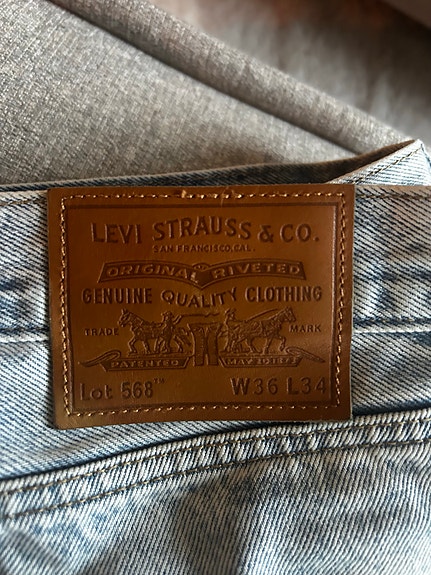 LEVI STRAUSS & CO.
SAN FRANCISCO, CAL.
ORIGINAL RIVETED
GENUINE QUALITY CLOTHING
TRADE MARK
PATENTED MAY 20 1873
Lot 568™ W36 L34